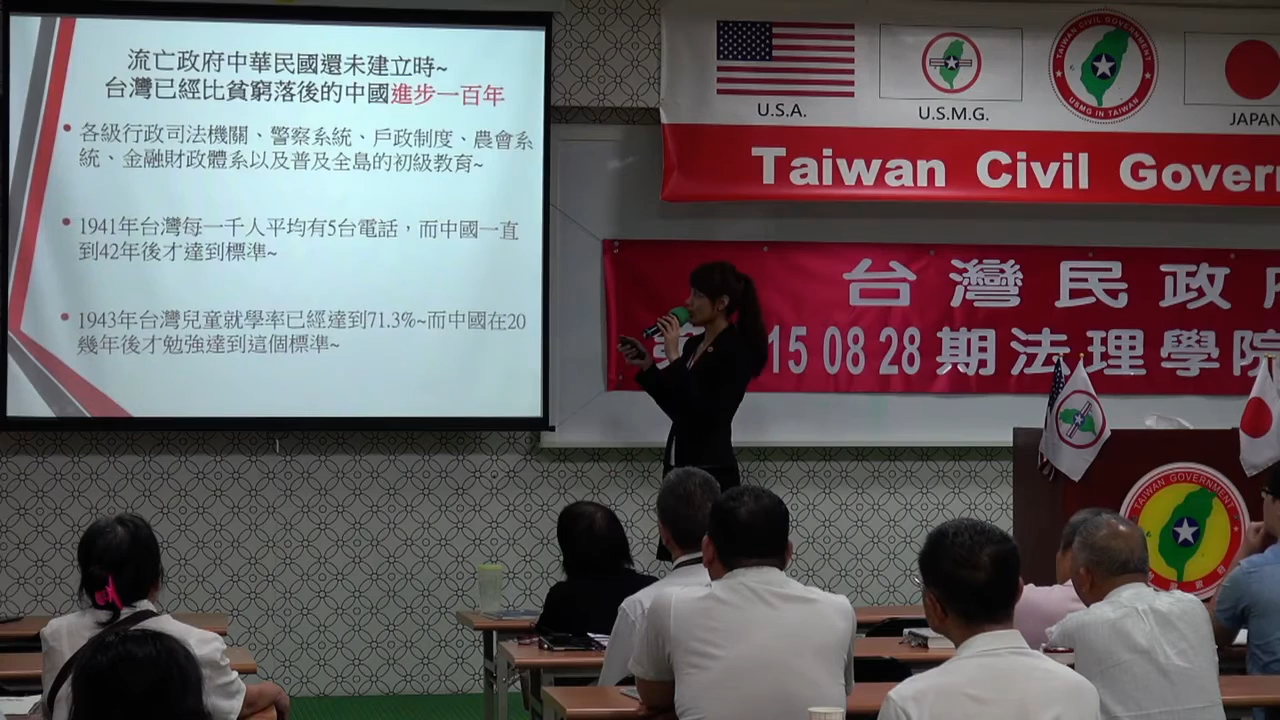 流亡政府中華民國還未建立時~
台灣已經比貧窮落後的中國進步一百年
各級行政司法機關、警察系統、戶政制度、農會系
統、金融財政體系以及普及全島的初級教育~
1941年台灣每一千人平均有5台電話，而中國一直
到42年後才達到標準~
1943年台灣兒童就學率已經達到71.3%~而中國在20
幾年後才勉強達到這個標準~
U.S.A.
U.S.M.G.
TAIWAN CIVIL GOVERNMENT
USMG IN TAIWAN
JAPAN
Taiwan Civil Gover
台灣民政
15 08 28 期法理學院
TAIWAN GOVERNMENT